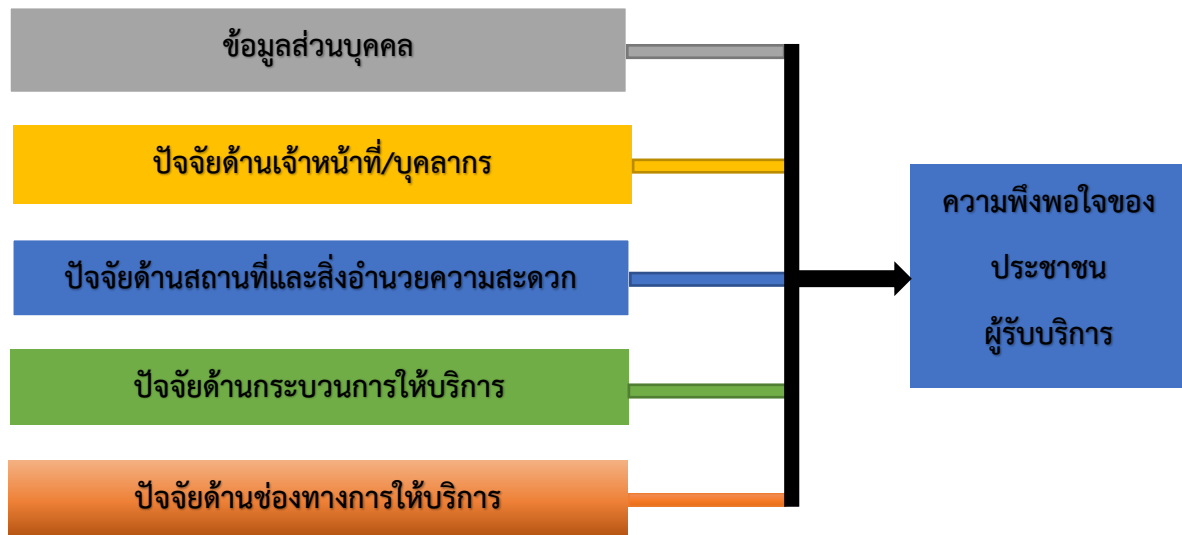 ข้อมูลส่วนบุคคล
ปัจจัยด้านเจ้าหน้าที่/บุคลากร
ปัจจัยด้านสถานที่และสิ่งอำนวยความสะดวก
ปัจจัยด้านกระบวนการให้บริการ
ปัจจัยด้านช่องทางการให้บริการ
ความพึงพอใจของ
ประชาชน
ผู้รับบริการ